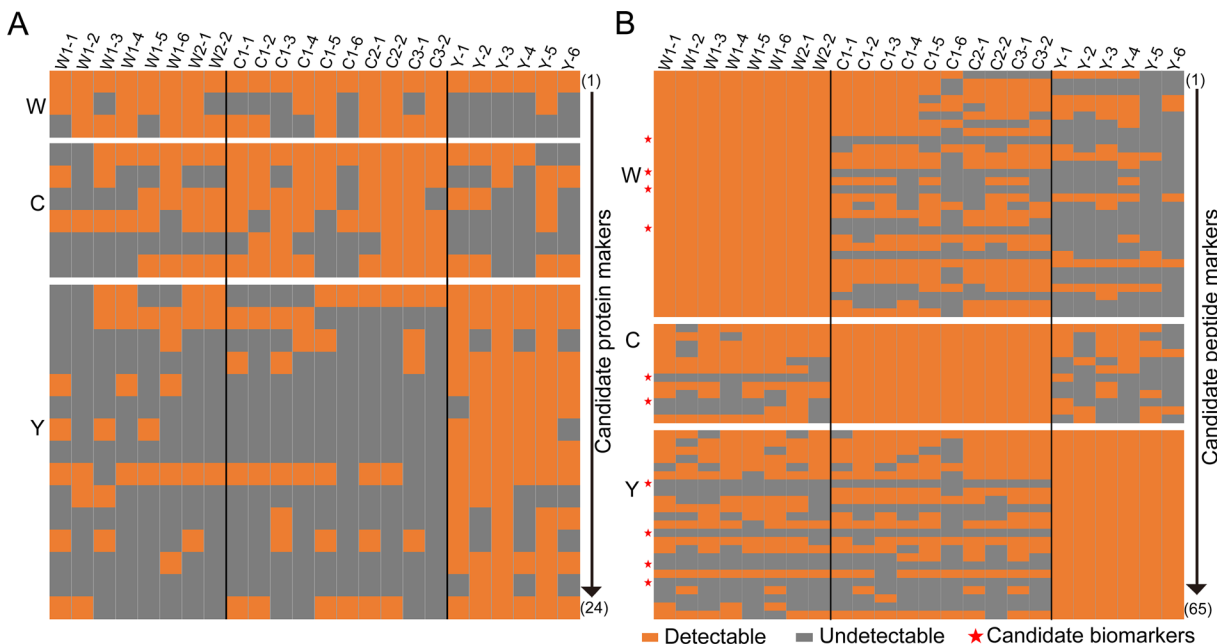 A
W1-1 W1-2 W1-3 W1-4 W1-5 W1-6 W2-1 W2-2 C1-1 C1-2 C1-3 C1-4 C1-5 C1-6 C2-1 C2-2 C3-1 C3-2 Y-1 Y-2 Y-3 Y-4 Y-5 Y-6
W
C
Y
(1)
Candidate protein makers
(24)
B
W1-1 W1-2 W1-3 W1-4 W1-5 W1-6 W2-1 W2-2 C1-1 C1-2 C1-3 C1-4 C1-5 C1-6 C2-1 C2-2 C3-1 C3-2 Y-1 Y-2 Y-3 Y-4 Y-5 Y-6
W
C
Y
(1)
Candidate peptide markers
(65)
Detectable Undetectable Candidate biomarkers